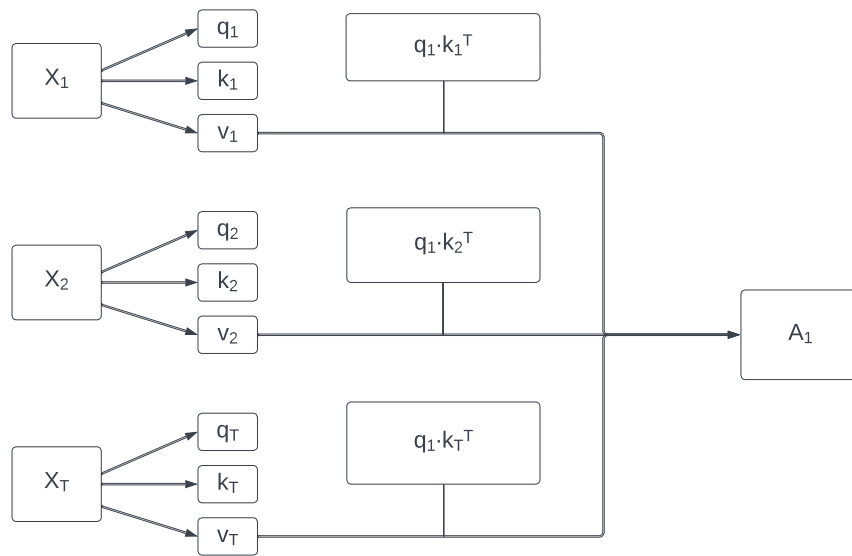 X₁
q₁
k₁
v₁
q₁·k₁ᵀ
X₂
q₂
k₂
v₂
q₁·k₂ᵀ
A₁
X_T
q_T
k_T
v_T
q₁·k_Tᵀ